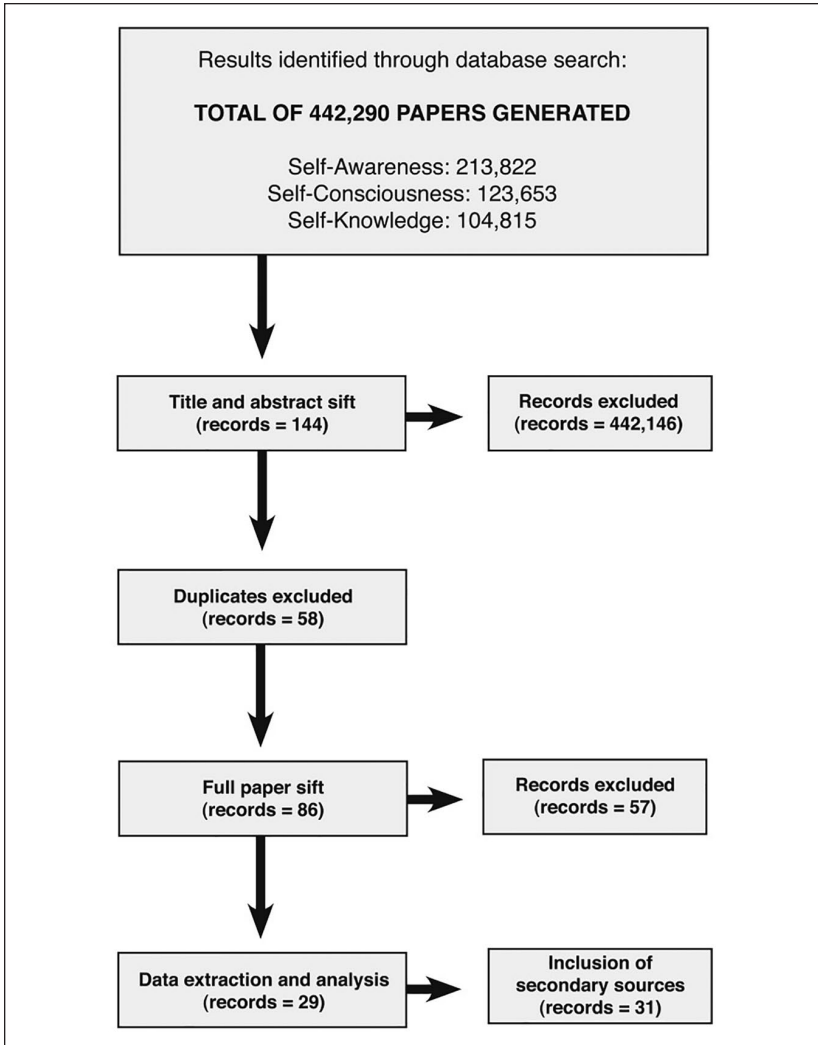 Results identified through database search:
TOTAL OF 442,290 PAPERS GENERATED
Self-Awareness: 213,822
Self-Consciousness: 123,653
Self-Knowledge: 104,815
Title and abstract sift
(records = 144)
Records excluded
(records = 442,146)
Duplicates excluded
(records = 58)
Full paper sift
(records = 86)
Records excluded
(records = 57)
Data extraction and analysis
(records = 29)
Inclusion of
secondary sources
(records = 31)